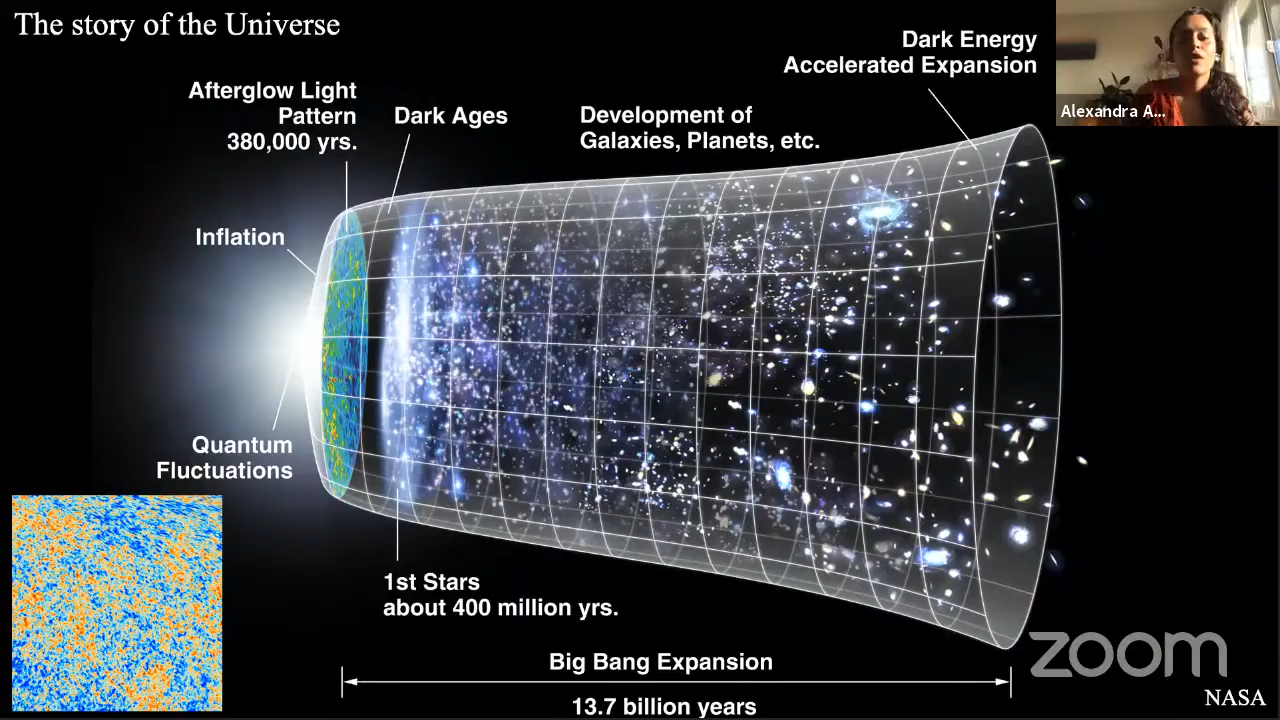 The story of the Universe
Dark Energy
Accelerated Expansion
Afterglow Light
Pattern
380,000 yrs.
Dark Ages
Development of
Galaxies, Planets, etc.
Alexandra A...
Inflation
Quantum
Fluctuations
1st Stars
about 400 million yrs.
Big Bang Expansion
13.7 billion years
zoom
NASA